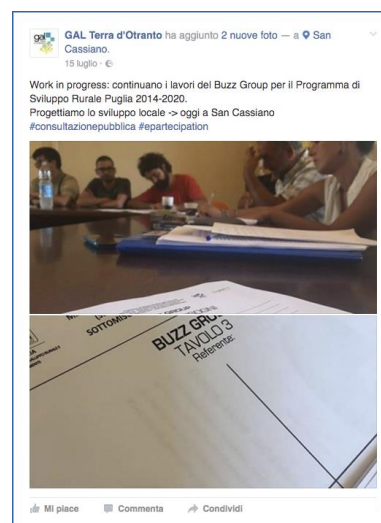 gal
GAL Terra d'Otranto ha aggiunto 2 nuove foto — a San
Cassiano.
15 luglio ·
Work in progress: continuano i lavori del Buzz Group per il Programma di
Sviluppo Rurale Puglia 2014-2020.
Progettiamo lo sviluppo locale -> oggi a San Cassiano
#consultazionepubblica #epartecipation
BUZZ GROU
TAVOLO 3
Referente:
Mi piace Commenta Condividi